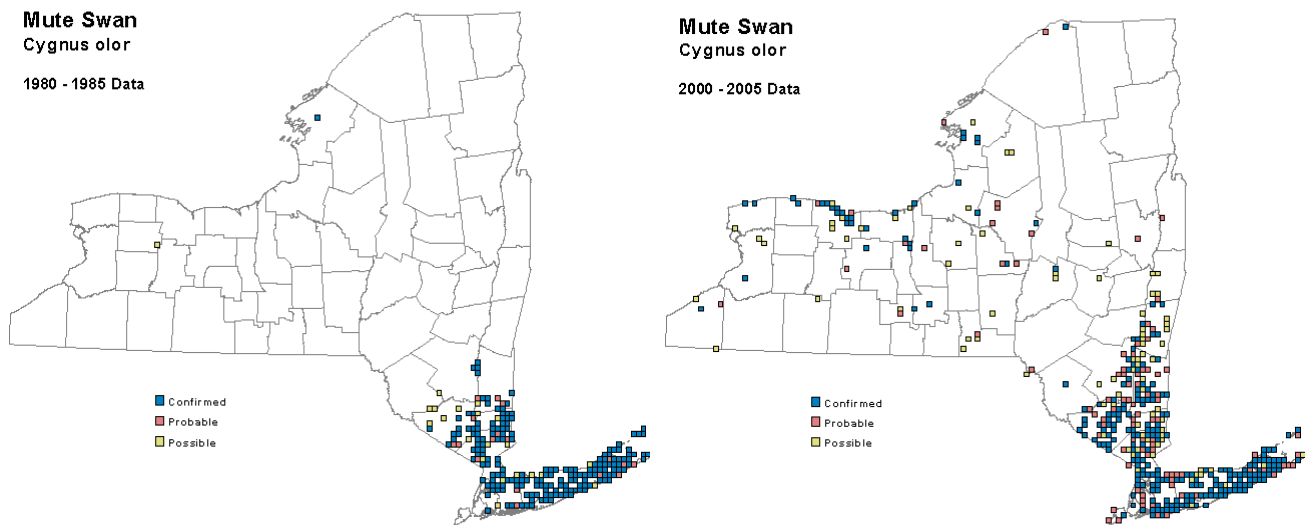 Mute Swan
Cygnus olor
1980 - 1985 Data
Confirmed
Probable
Possible
Mute Swan
Cygnus olor
2000 - 2005 Data
Confirmed
Probable
Possible